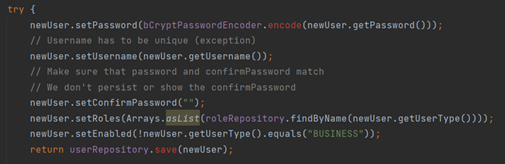 try {
newUser.setPassword(bCryptPasswordEncoder.encode(newUser.getPassword()));
// Username has to be unique (exception)
newUser.setUsername(newUser.getUsername());
// Make sure that password and confirmPassword match
// We don't persist or show the confirmPassword
newUser.setConfirmPassword("");
newUser.setRoles(Arrays.asList(roleRepository.findByName(newUser.getUserType())));
newUser.setEnabled(!newUser.getUserType().equals("BUSINESS"));
return userRepository.save(newUser);